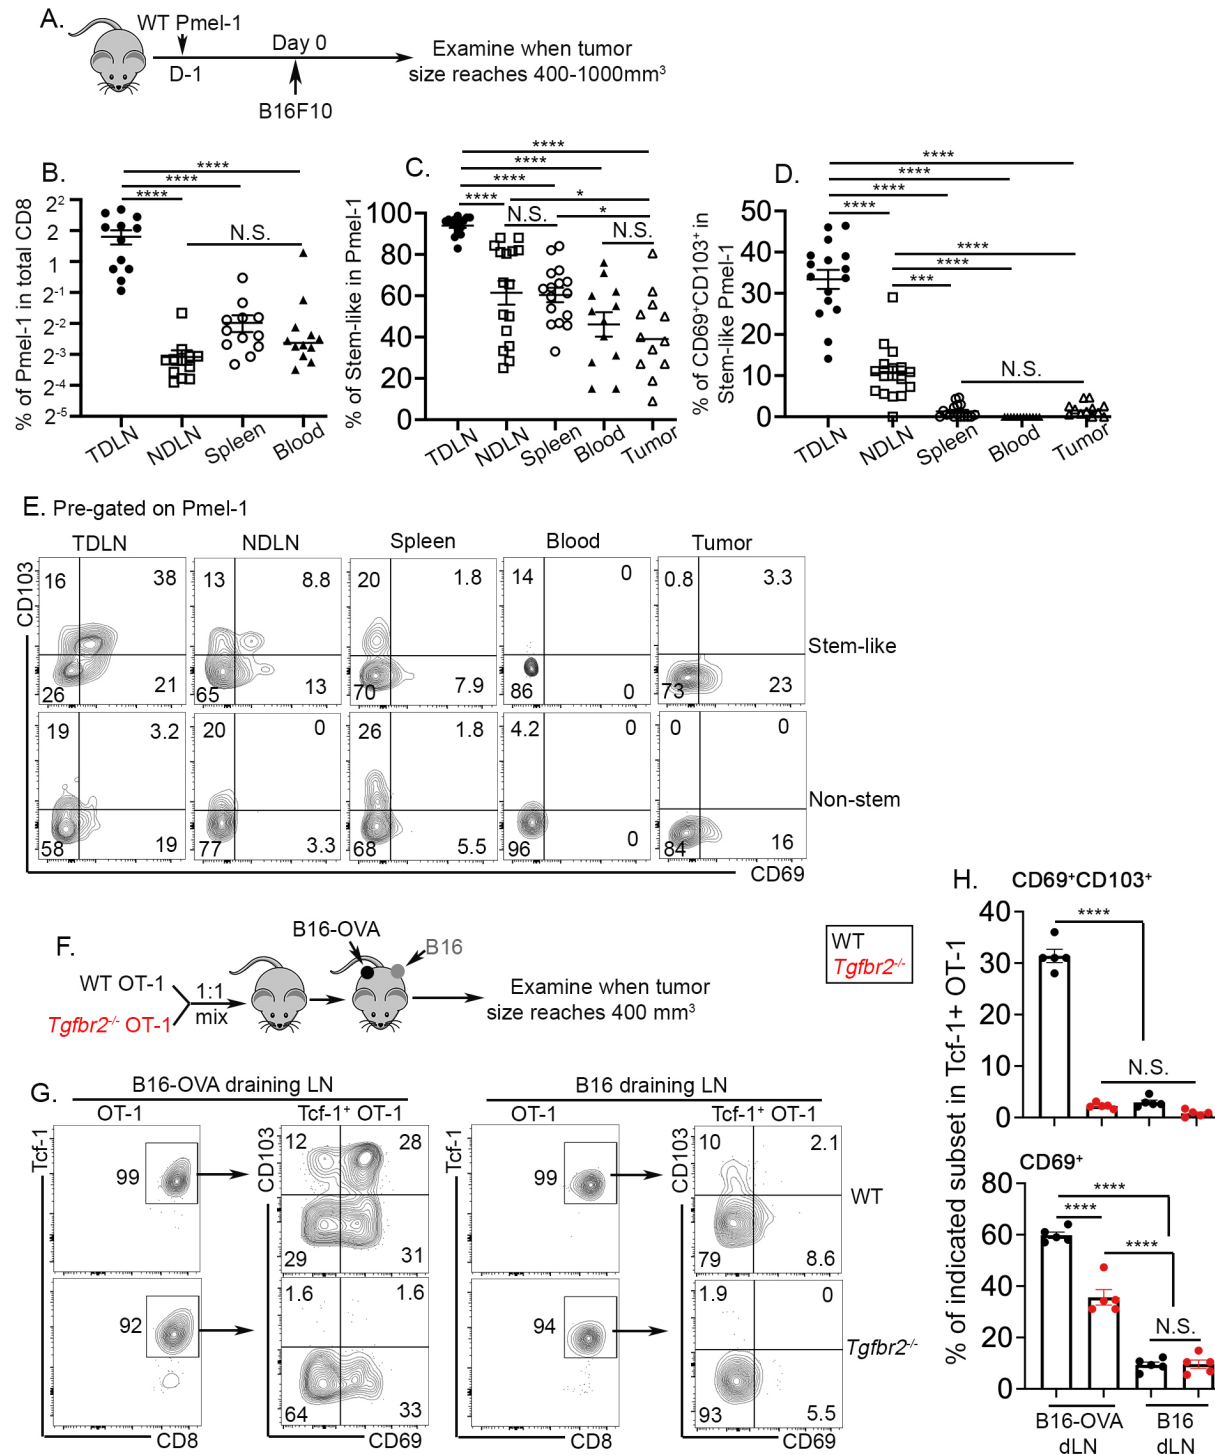 A.
WT Pmel-1
D-1
Day 0
B16F10
Examine when tumor
size reaches 400-1000mm³
B.
% of Pmel-1 in total CD8
2²
2
1
2⁻¹
2⁻²
2⁻³
2⁻⁴
2⁻⁵
****
****
****
N.S.
TDLN
NDLN
Spleen
Blood
C.
% of Stem-like in Pmel-1
100
80
60
40
20
0
****
****
****
****
*
N.S.
*
N.S.
TDLN
NDLN
Spleen
Blood
Tumor
D.
% of CD69⁺CD103⁺ in
Stem-like Pmel-1
50
40
30
20
10
0
****
****
****
****
****
****
***
N.S.
TDLN
NDLN
Spleen
Blood
Tumor
E. Pre-gated on Pmel-1
TDLN NDLN Spleen Blood Tumor
CD103
16 38 13 8.8 20 1.8 14 0 0.8 3.3
Stem-like
26 21 65 13 70 7.9 86 0 73 23
19 3.2 20 0 26 1.8 4.2 0 0 0
Non-stem
58 19 77 3.3 68 5.5 96 0 84 16
CD69
F.
WT OT-1
Tgfbr2⁻/⁻ OT-1
1:1
mix
B16-OVA
B16
Examine when tumor
size reaches 400 mm³
WT
Tgfbr2⁻/⁻
G.
B16-OVA draining LN
B16 draining LN
OT-1
Tcf-1⁺ OT-1
OT-1
Tcf-1⁺ OT-1
Tcf-1
CD103
Tcf-1
CD103
99
12 28
29 31
99
10 2.1
79 8.6
WT
92
1.6 1.6
64 33
94
1.9 0
93 5.5
Tgfbr2⁻/⁻
CD8
CD69
CD8
CD69
H.
CD69⁺CD103⁺
% of indicated subset in Tcf-1+ OT-1
40
30
20
10
0
****
N.S.
CD69⁺
80
60
40
20
0
****
****
****
N.S.
B16-OVA
dLN
B16
dLN